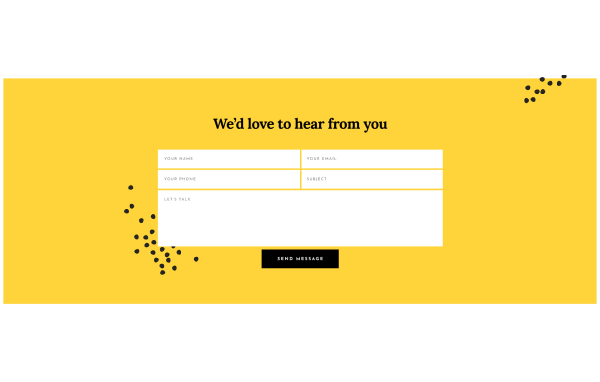 We'd love to hear from you
YOUR NAME
YOUR EMAIL
YOUR PHONE
SUBJECT
LET'S TALK
SEND MESSAGE